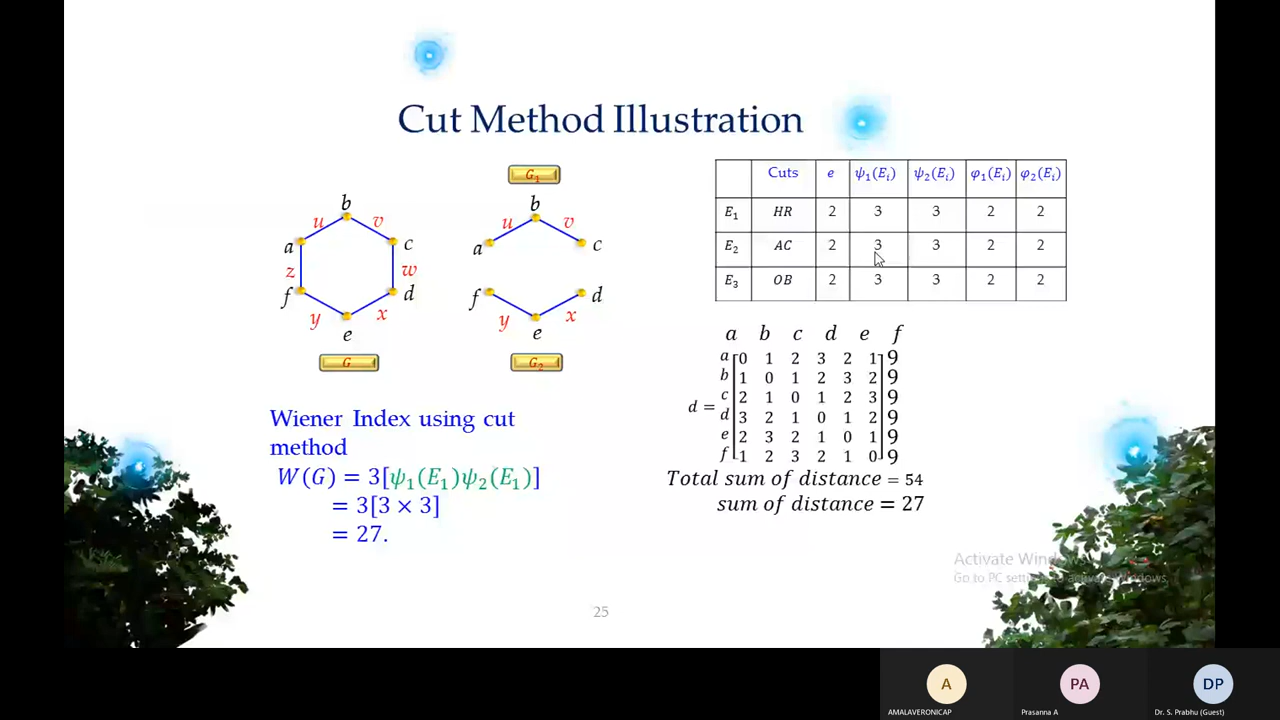 Cut Method Illustration
G₁
b
u v
a c
z w
f d
y x
e
G
b
u v
a c
f d
y x
e
G₂
Cuts e ψ₁(Eᵢ) ψ₂(Eᵢ) φ₁(Eᵢ) φ₂(Eᵢ)
E₁ HR 2 3 3 2 2
E₂ AC 2 3 3 2 2
E₃ OB 2 3 3 2 2
a b c d e f
a 0 1 2 3 2 1 9
b 1 0 1 2 3 2 9
c 2 1 0 1 2 3 9
d =
d 3 2 1 0 1 2 9
e 2 3 2 1 0 1 9
f 1 2 3 2 1 0 9
Total sum of distance = 54
sum of distance = 27
Wiener Index using cut
method
W(G) = 3[ψ₁(E₁)ψ₂(E₁)]
= 3[3 × 3]
= 27.
Activate Windows
Go to PC settings to activate Windows.
25
A
AMALAVERONICAP
PA
Prasanna A
DP
Dr. S. Prabhu (Guest)